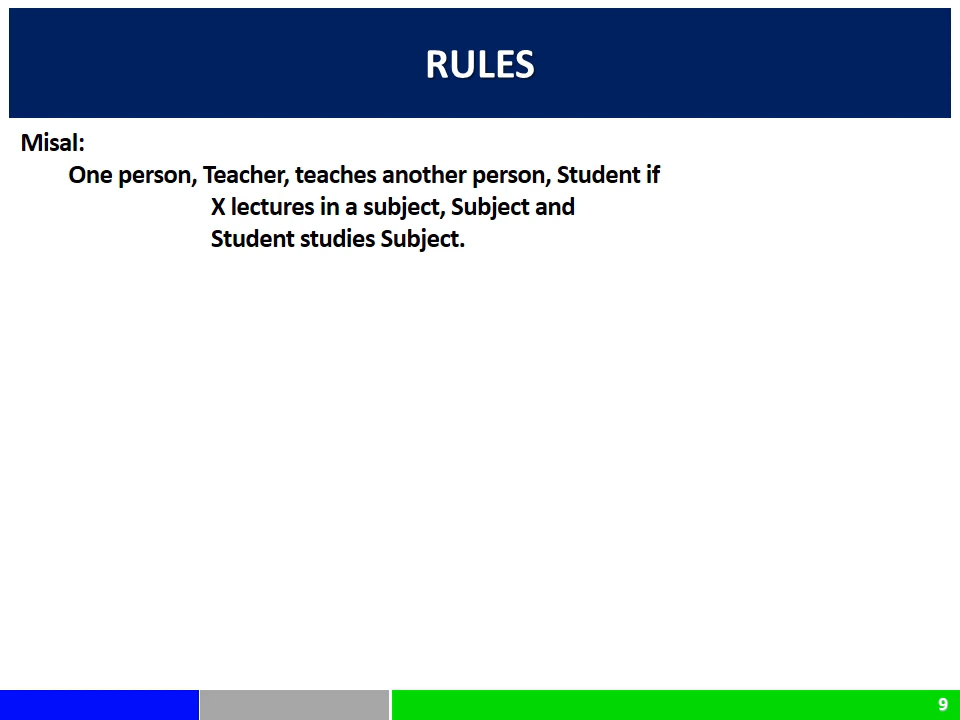 RULES
Misal:
One person, Teacher, teaches another person, Student if
X lectures in a subject, Subject and
Student studies Subject.
9